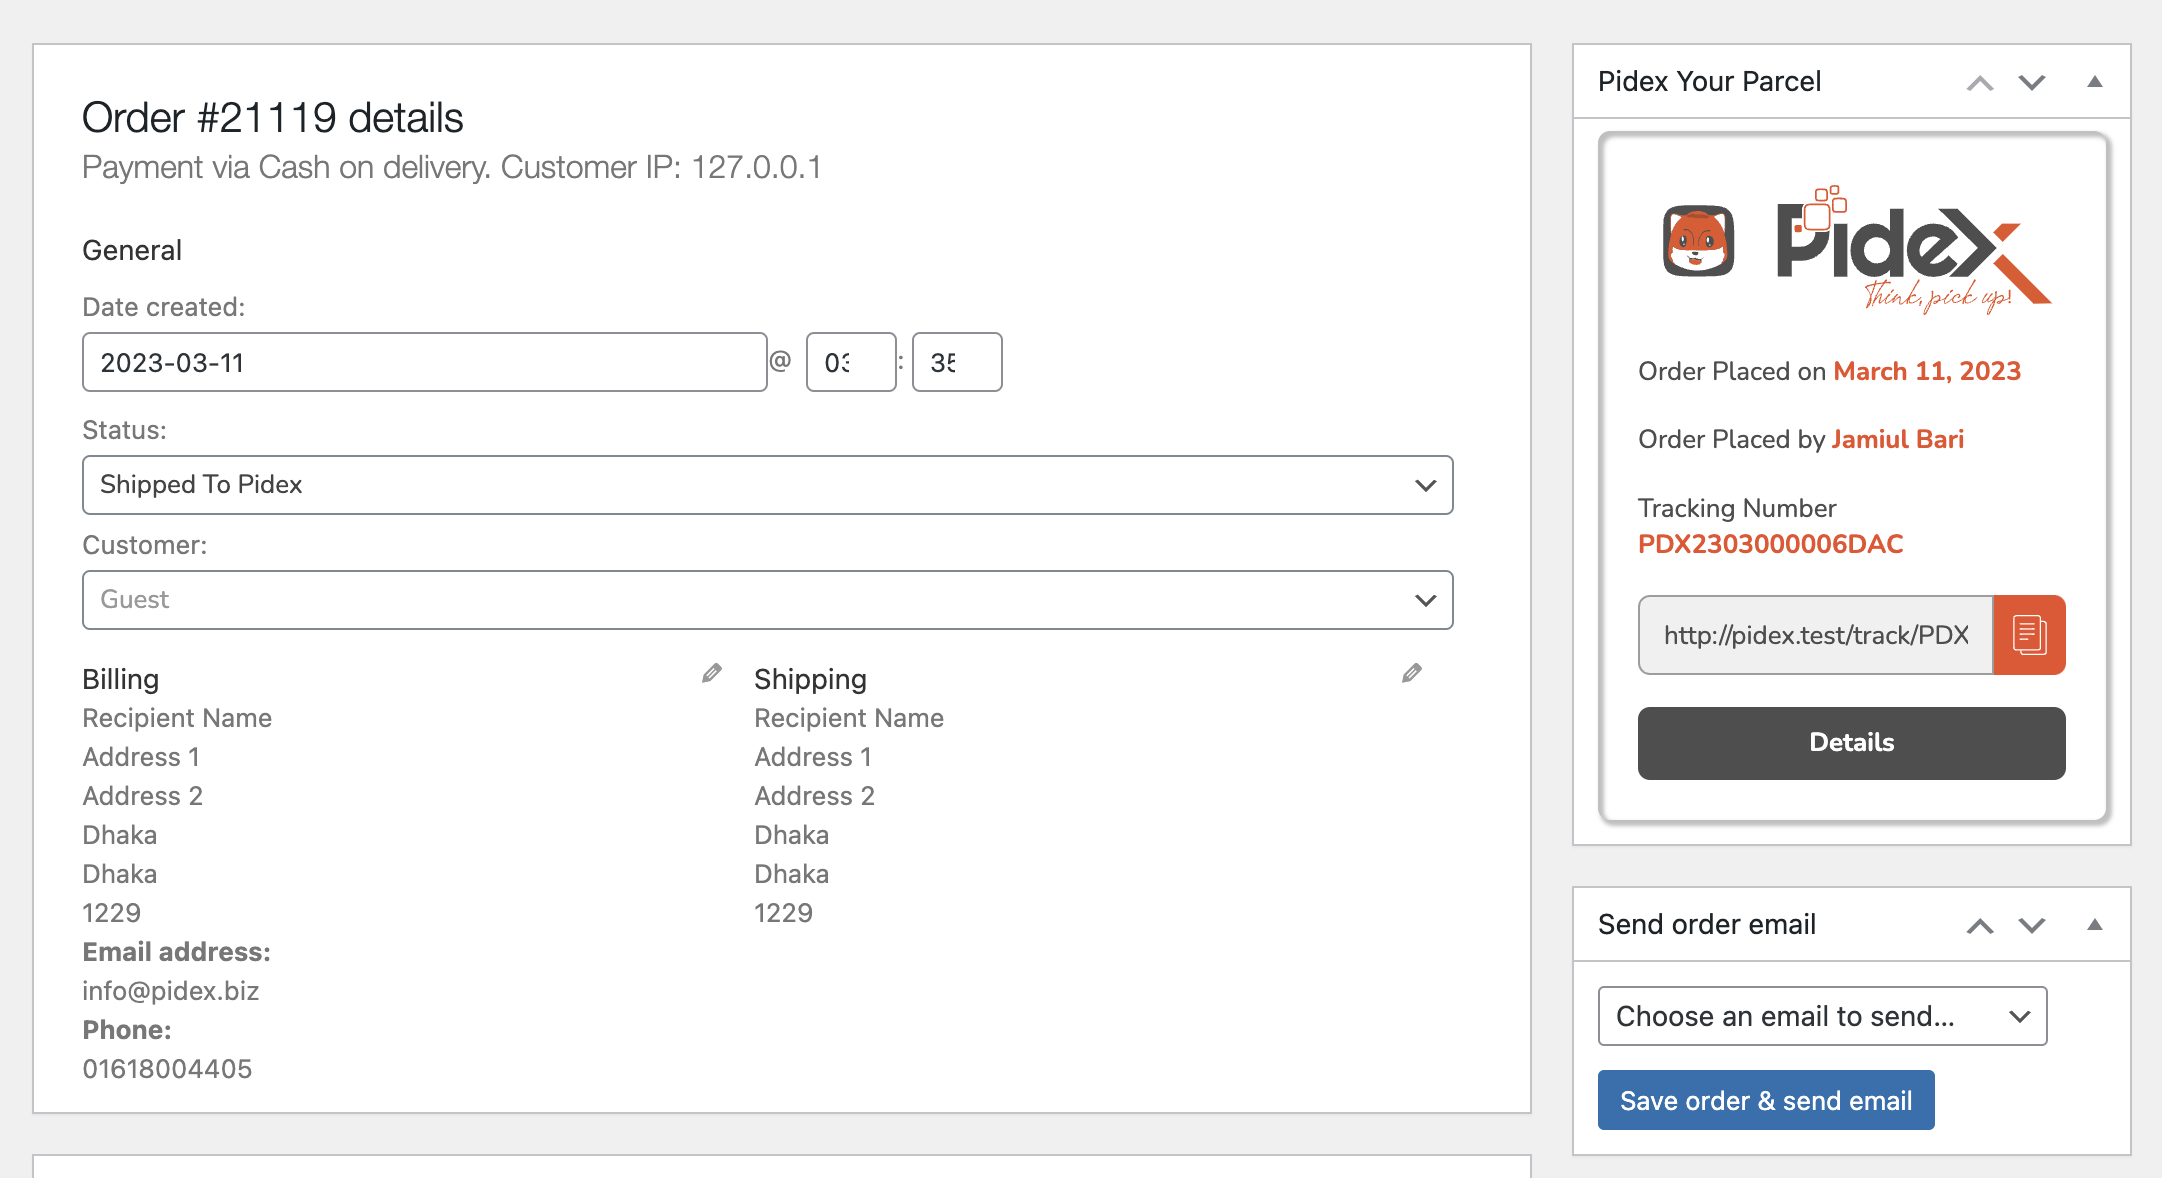 Order #21119 details
Payment via Cash on delivery. Customer IP: 127.0.0.1
General
Date created:
2023-03-11 @ 03 : 35
Status:
Shipped To Pidex
Customer:
Guest
Billing
Recipient Name
Address 1
Address 2
Dhaka
Dhaka
1229
Email address:
info@pidex.biz
Phone:
01618004405
Shipping
Recipient Name
Address 1
Address 2
Dhaka
Dhaka
1229
Pidex Your Parcel
Pidex
Think, pick up!
Order Placed on March 11, 2023
Order Placed by Jamiul Bari
Tracking Number
PDX2303000006DAC
http://pidex.test/track/PDX
Details
Send order email
Choose an email to send...
Save order & send email